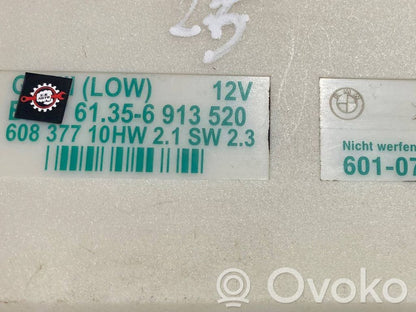 23
(LOW) 12V
61.35-6 913 520
608 377 10HW 2.1 SW 2.3
Nicht werfen
601-07
ovoko